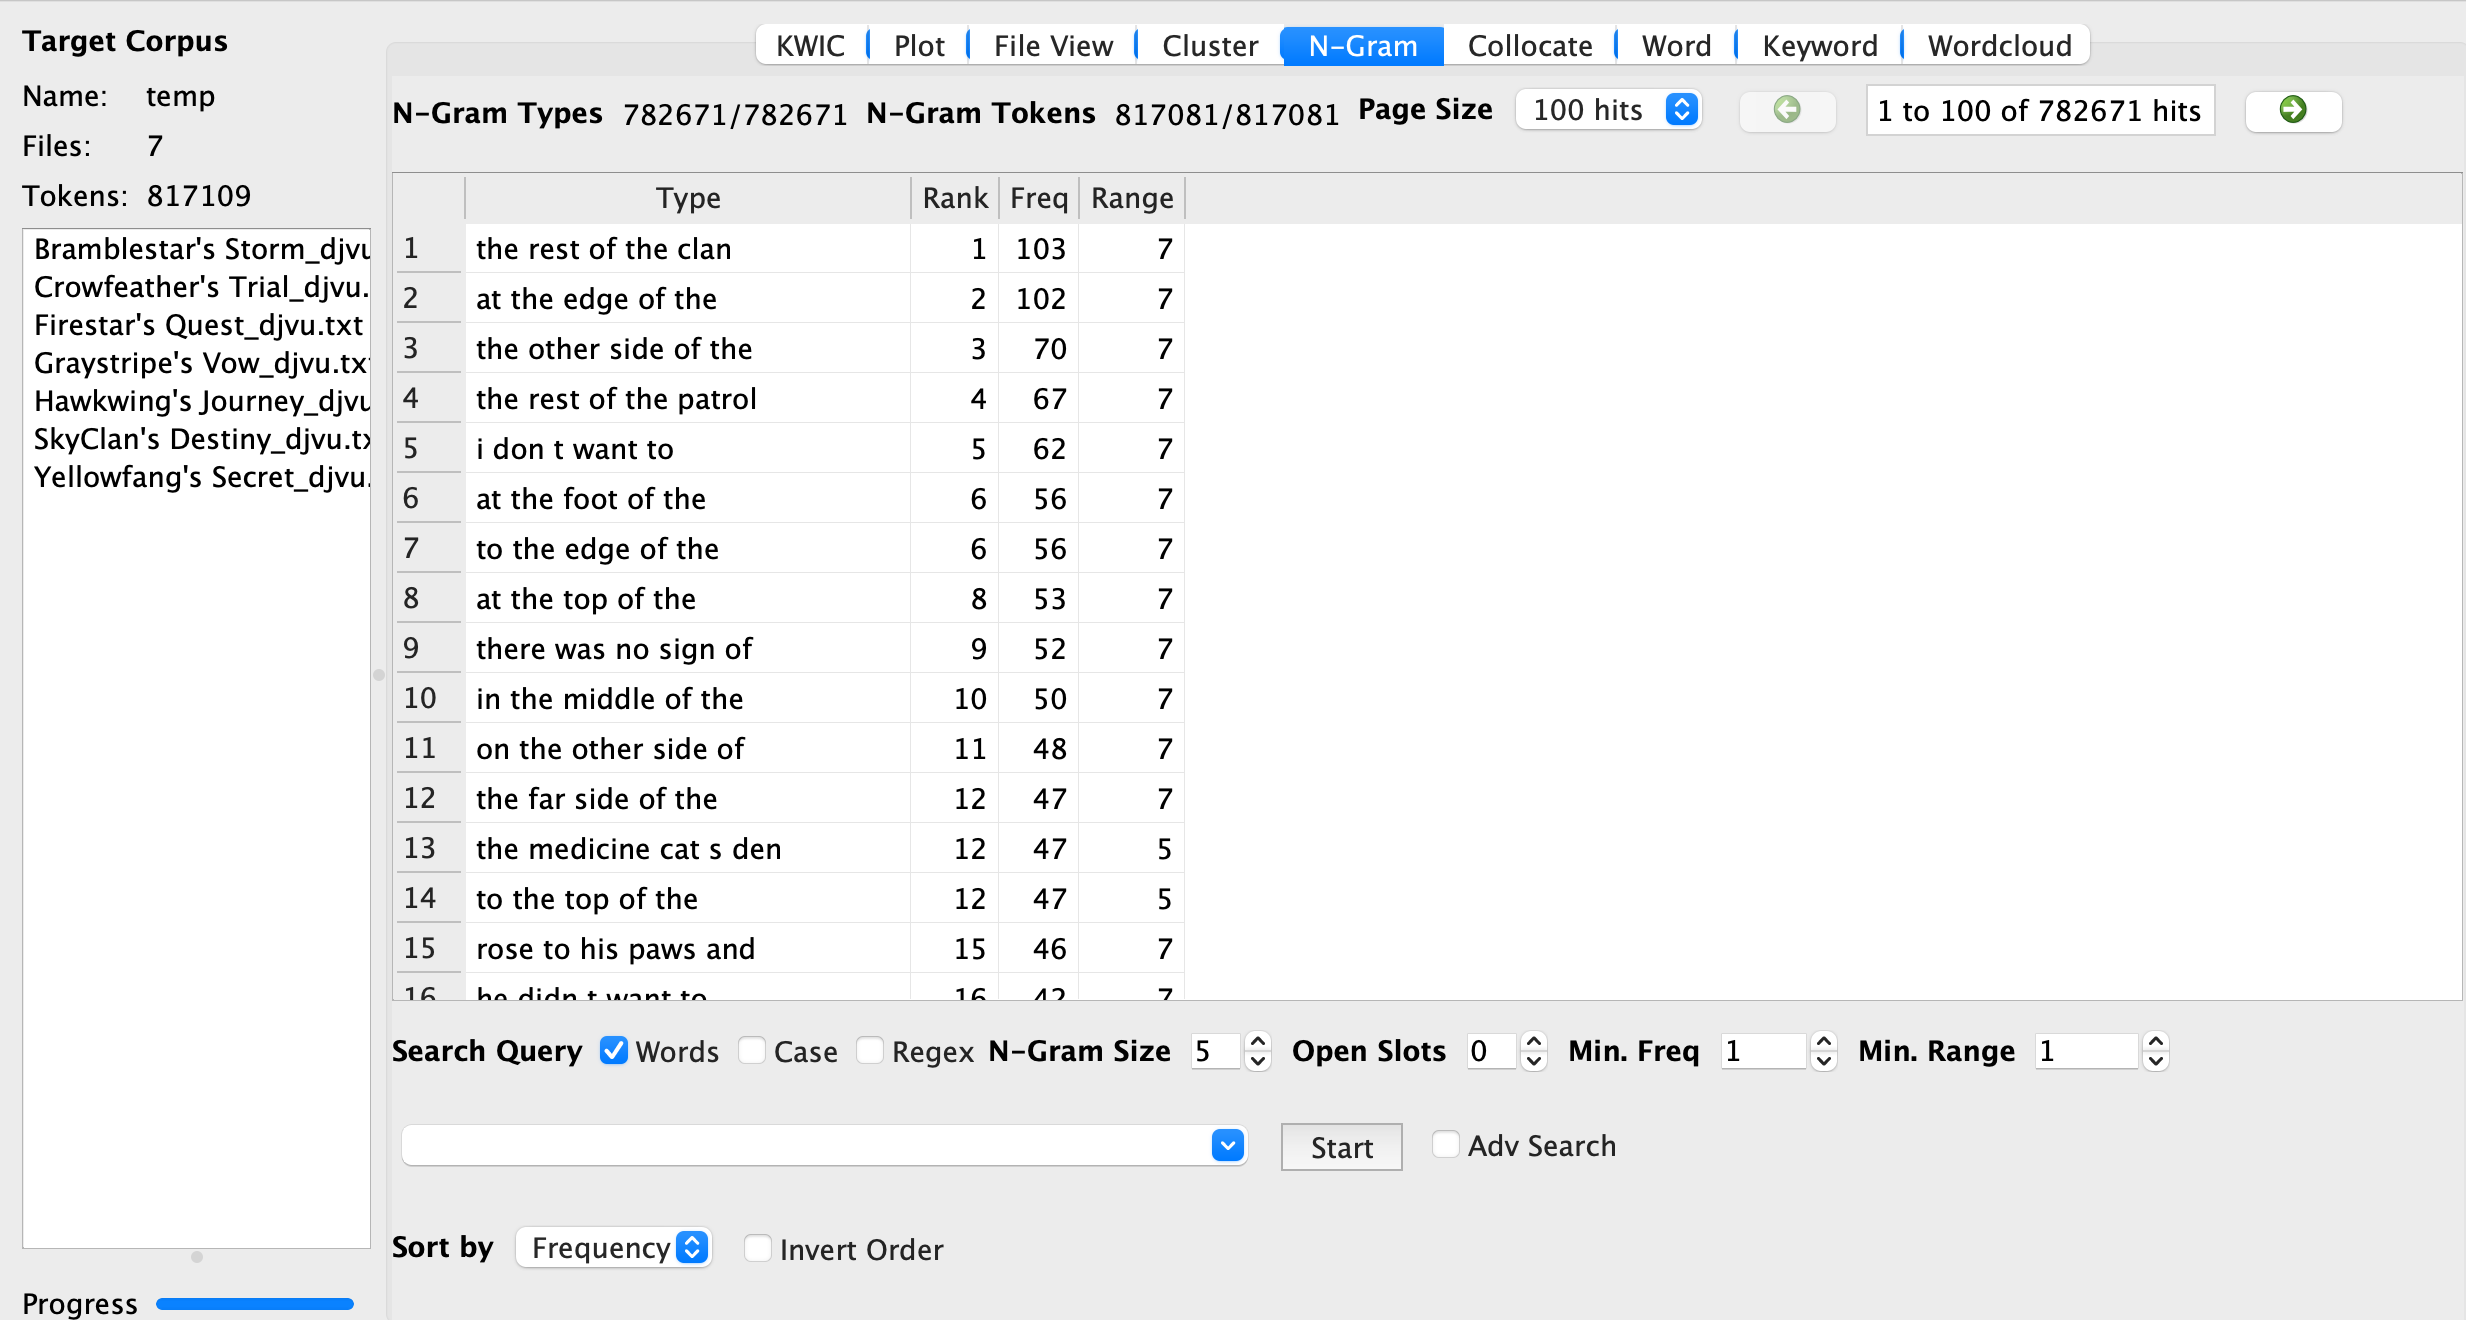 Target Corpus
Name: temp
Files: 7
Tokens: 817109
Bramblestar's Storm_djvu
Crowfeather's Trial_djvu.
Firestar's Quest_djvu.txt
Graystripe's Vow_djvu.tx
Hawkwing's Journey_djvu
SkyClan's Destiny_djvu.tx
Yellowfang's Secret_djvu.
Progress
KWIC Plot File View Cluster N-Gram Collocate Word Keyword Wordcloud
N-Gram Types 782671/782671 N-Gram Tokens 817081/817081 Page Size 100 hits 1 to 100 of 782671 hits
Type Rank Freq Range
1 the rest of the clan 1 103 7
2 at the edge of the 2 102 7
3 the other side of the 3 70 7
4 the rest of the patrol 4 67 7
5 i don t want to 5 62 7
6 at the foot of the 6 56 7
7 to the edge of the 6 56 7
8 at the top of the 8 53 7
9 there was no sign of 9 52 7
10 in the middle of the 10 50 7
11 on the other side of 11 48 7
12 the far side of the 12 47 7
13 the medicine cat s den 12 47 5
14 to the top of the 12 47 5
15 rose to his paws and 15 46 7
16 he didn t want to 16 42 7
Search Query Words Case Regex N-Gram Size 5 Open Slots 0 Min. Freq 1 Min. Range 1
Start Adv Search
Sort by Frequency Invert Order